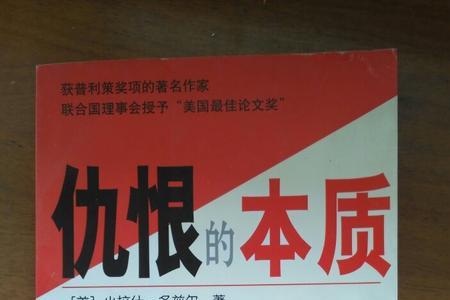 获普利策奖项的著名作家
联合国理事会授予“美国最佳论文奖”
仇恨的本质